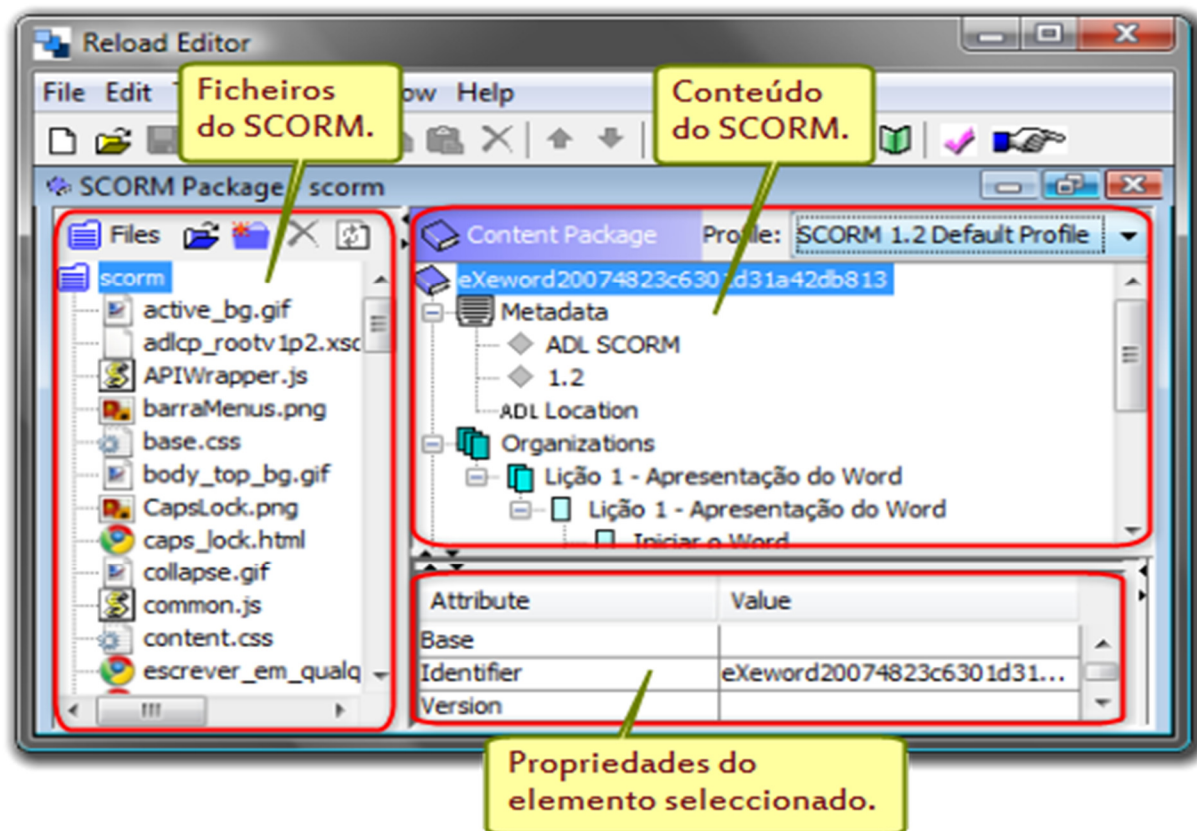 Reload Editor
File Edit
ow Help
Ficheiros
do SCORM.
Conteúdo
do SCORM.
SCORM Package
scorm
Files
scorm
active_bg.gif
adlcp_rootv1p2.xsc
APIWrapper.js
barraMenus.png
base.css
body_top_bg.gif
CapsLock.png
caps_lock.html
collapse.gif
common.js
content.css
escrever_em_qualq
Content Package
Profile: SCORM 1.2 Default Profile
eXeword20074823c6301d31a42db813
Metadata
ADL SCORM
1.2
ADL Location
Organizations
Lição 1 - Apresentação do Word
Lição 1 - Apresentação do Word
Iniciar o Word
Attribute Value
Base
Identifier eXeword20074823c6301d31...
Version
Propriedades do
elemento seleccionado.